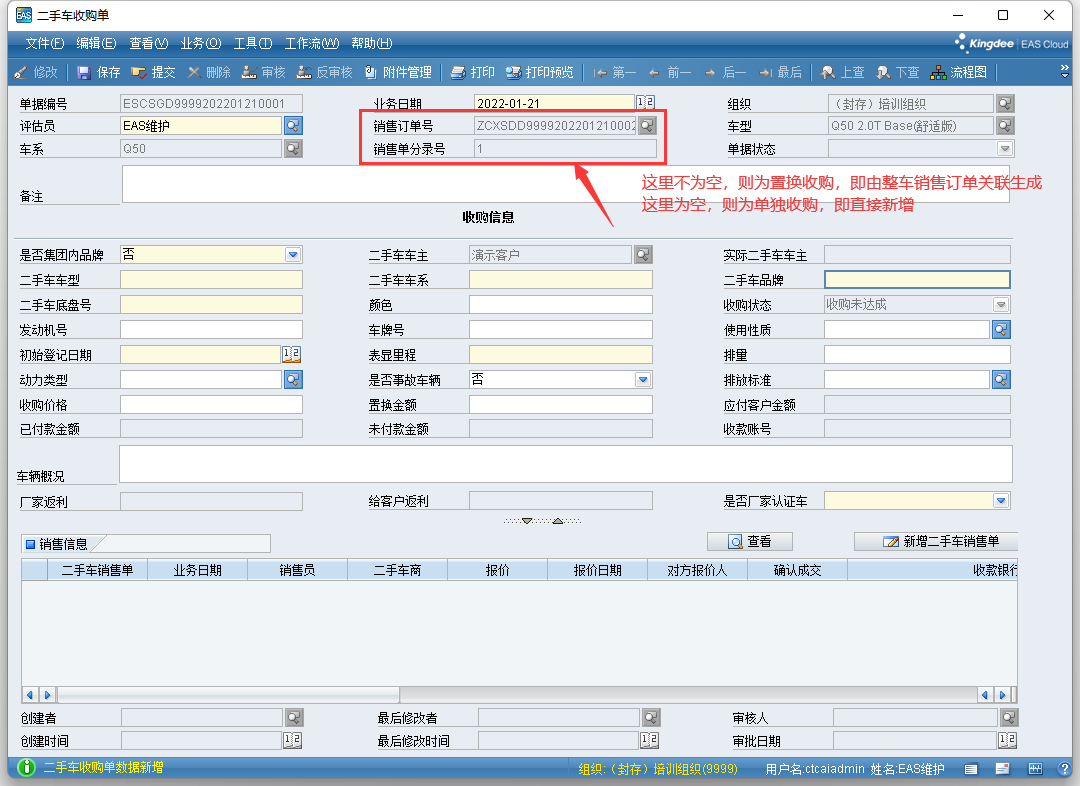 二手车收购单
文件(F) 编辑(E) 查看(V) 业务(O) 工具(T) 工作流(W) 帮助(H) Kingdee | EAS Cloud
修改 保存 提交 删除 审核 反审核 附件管理 打印 打印预览 第一 前一 后一 最后 上查 下查 流程图
单据编号 ESCSGD9999202201210001 业务日期 2022-01-21 组织 （封存）培训组织
评估员 EAS维护 销售订单号 ZCXSDD9999202201210002 车型 Q50 2.0T Base(舒适版)
车系 Q50 销售单分录号 1 单据状态
备注
这里不为空，则为置换收购，即由整车销售订单关联生成
这里为空，则为单独收购，即直接新增
收购信息
是否集团内品牌 否 二手车车主 演示客户 实际二手车车主
二手车车型 二手车车系 二手车品牌
二手车底盘号 颜色 收购状态 收购未达成
发动机号 车牌号 使用性质
初始登记日期 表显里程 排量
动力类型 是否事故车辆 否 排放标准
收购价格 置换金额 应付客户金额
已付款金额 未付款金额 收款账号
车辆概况
厂家返利 给客户返利 是否厂家认证车
销售信息 查看 新增二手车销售单
二手车销售单 业务日期 销售员 二手车商 报价 报价日期 对方报价人 确认成交 收款银行
创建者 最后修改者 审核人
创建时间 最后修改时间 审批日期
二手车收购单数据新增 组织:（封存）培训组织(9999) 用户名:ctcaiadmin 姓名:EAS维护